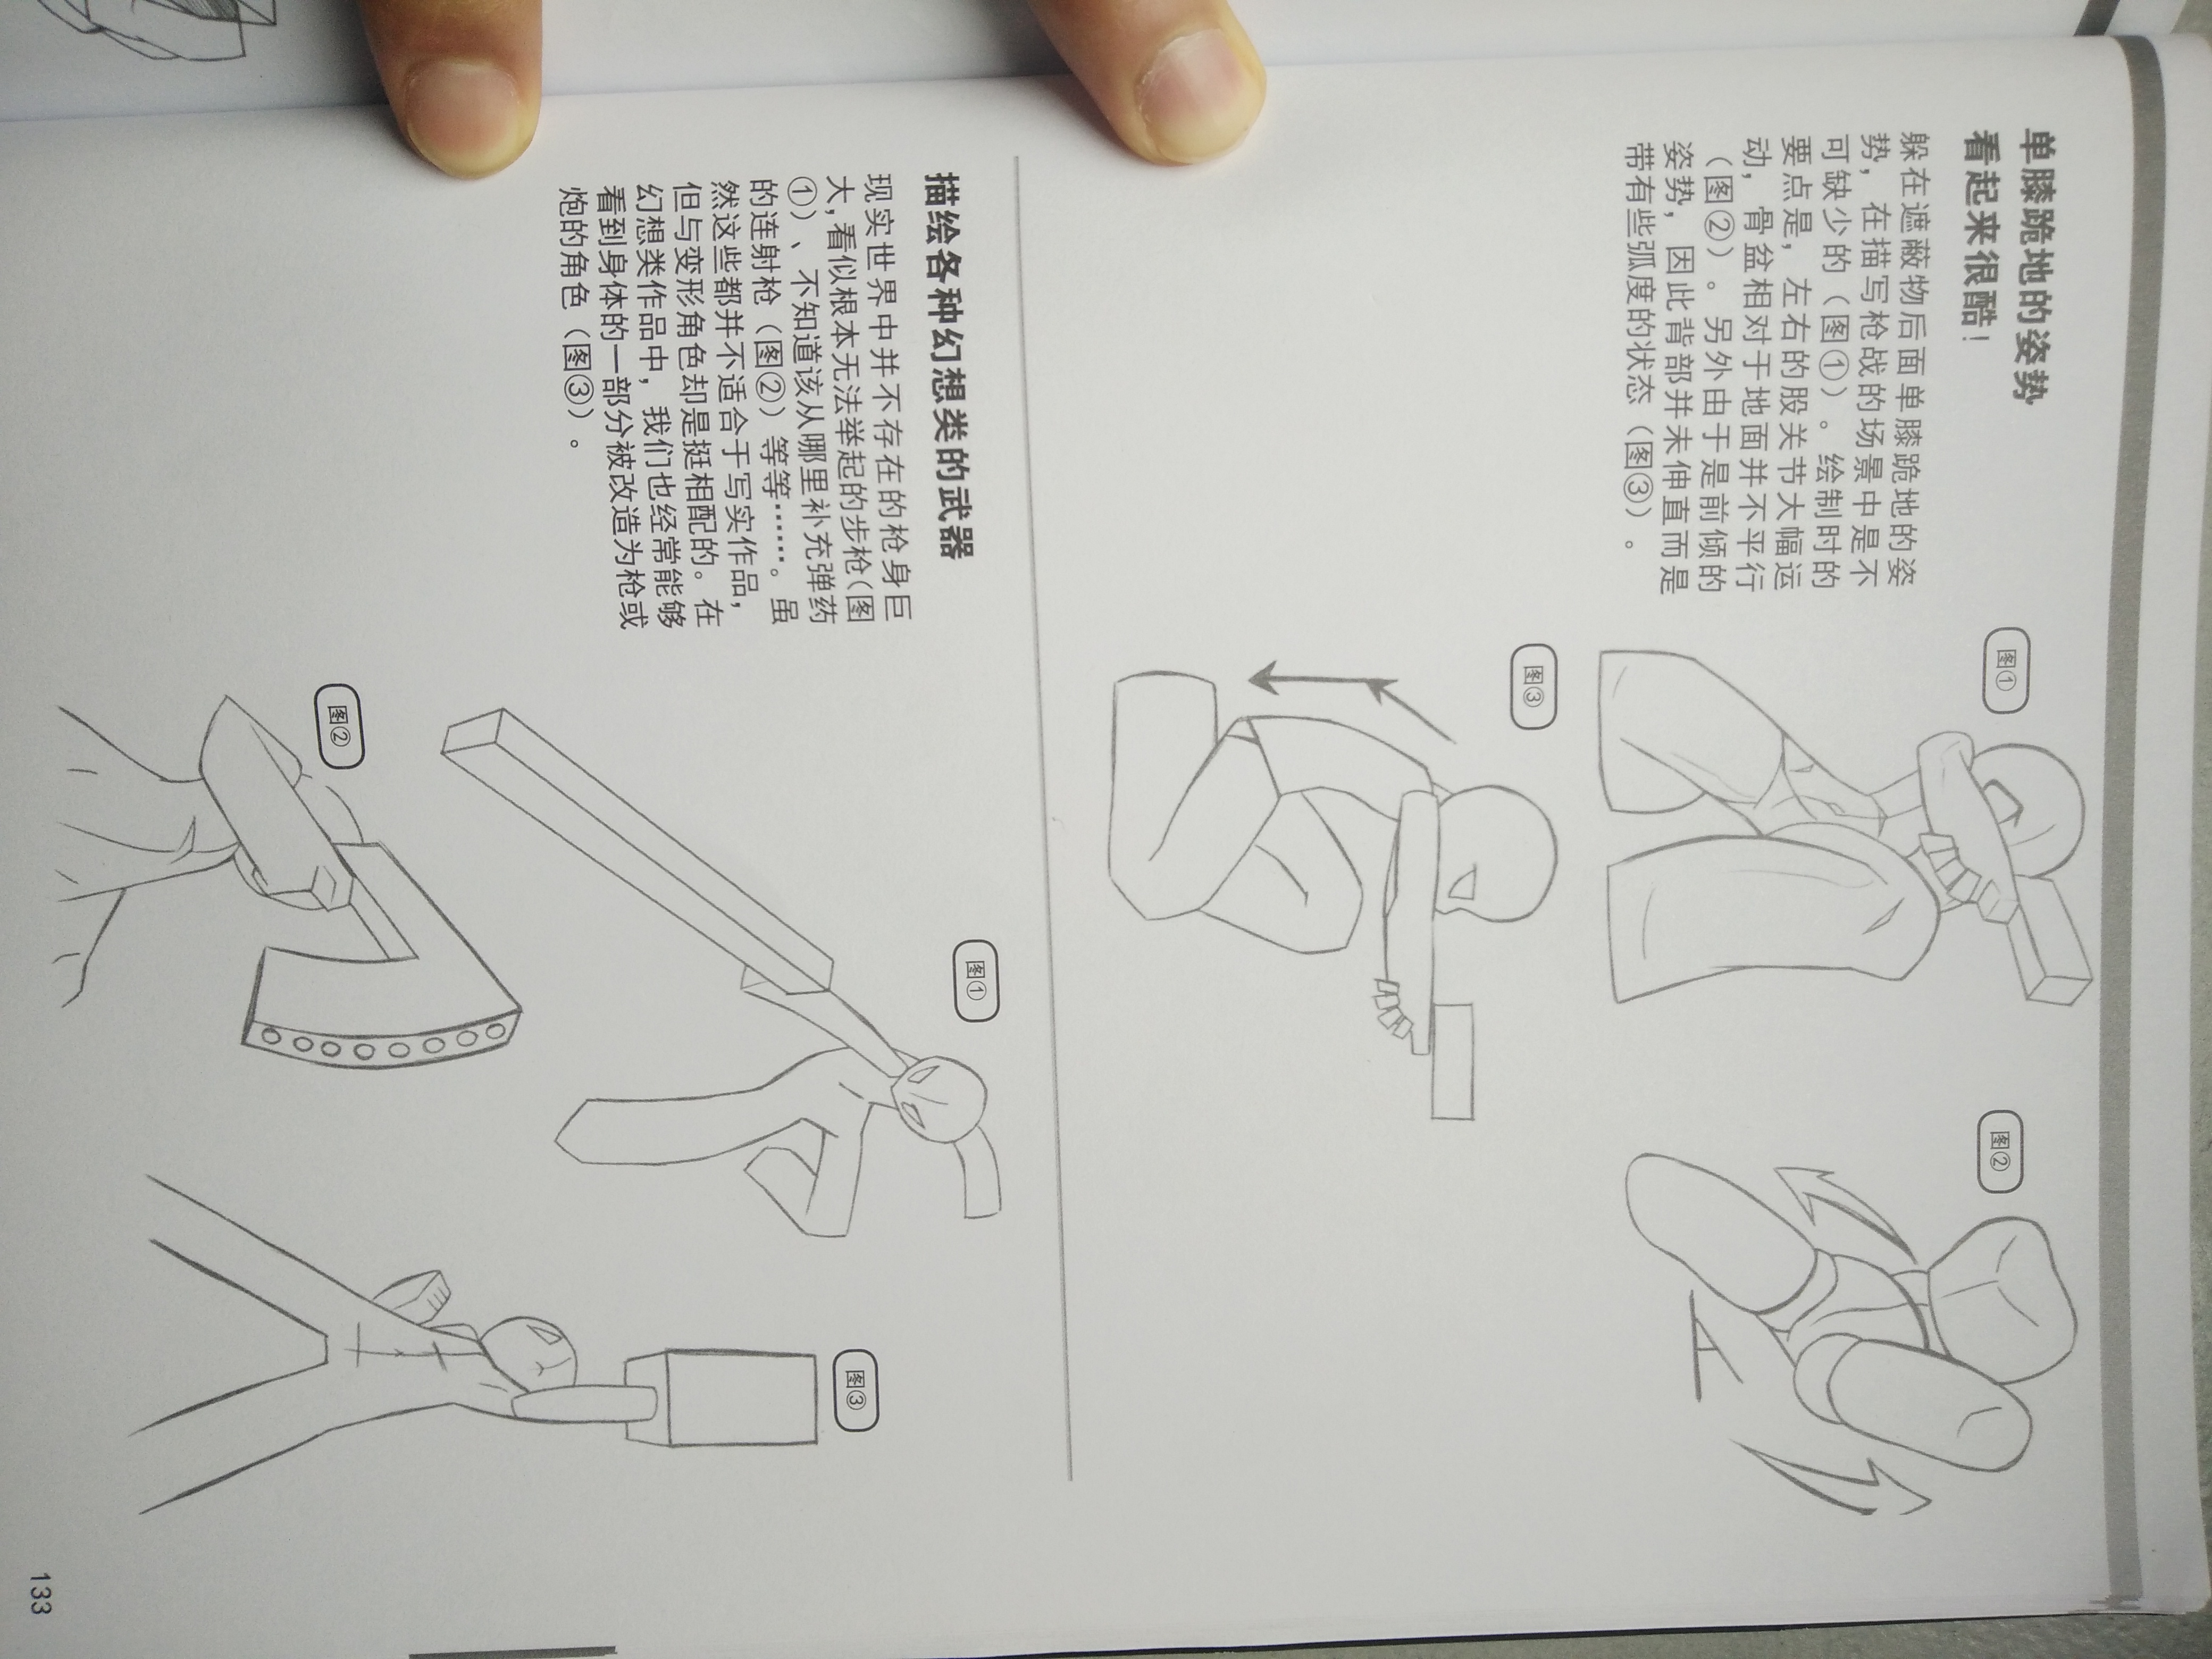 单膝跪地的姿势
看起来很酷！
躲在遮蔽物后面单膝跪地的姿
势，在描写枪战的场景中是不
可缺少的（图①）。绘制时的
要点是，左右的股关节大幅运
动，骨盆相对于地面并不平行
（图②）。另外由于是前倾的
姿势，因此背部并未伸直而是
带有些弧度的状态（图③）。
图①
图②
图③
描绘各种幻想类的武器
现实世界中并不存在的枪身巨
大，看似根本无法举起的步枪（图
①）、不知道该从哪里补充弹药
的连射枪（图②）等等……。虽
然这些都并不适合于写实作品，
但与变形角色却是挺相配的。在
幻想类作品中，我们也经常能够
看到身体的一部分被改造为枪或
炮的角色（图③）。
图①
图②
图③
133